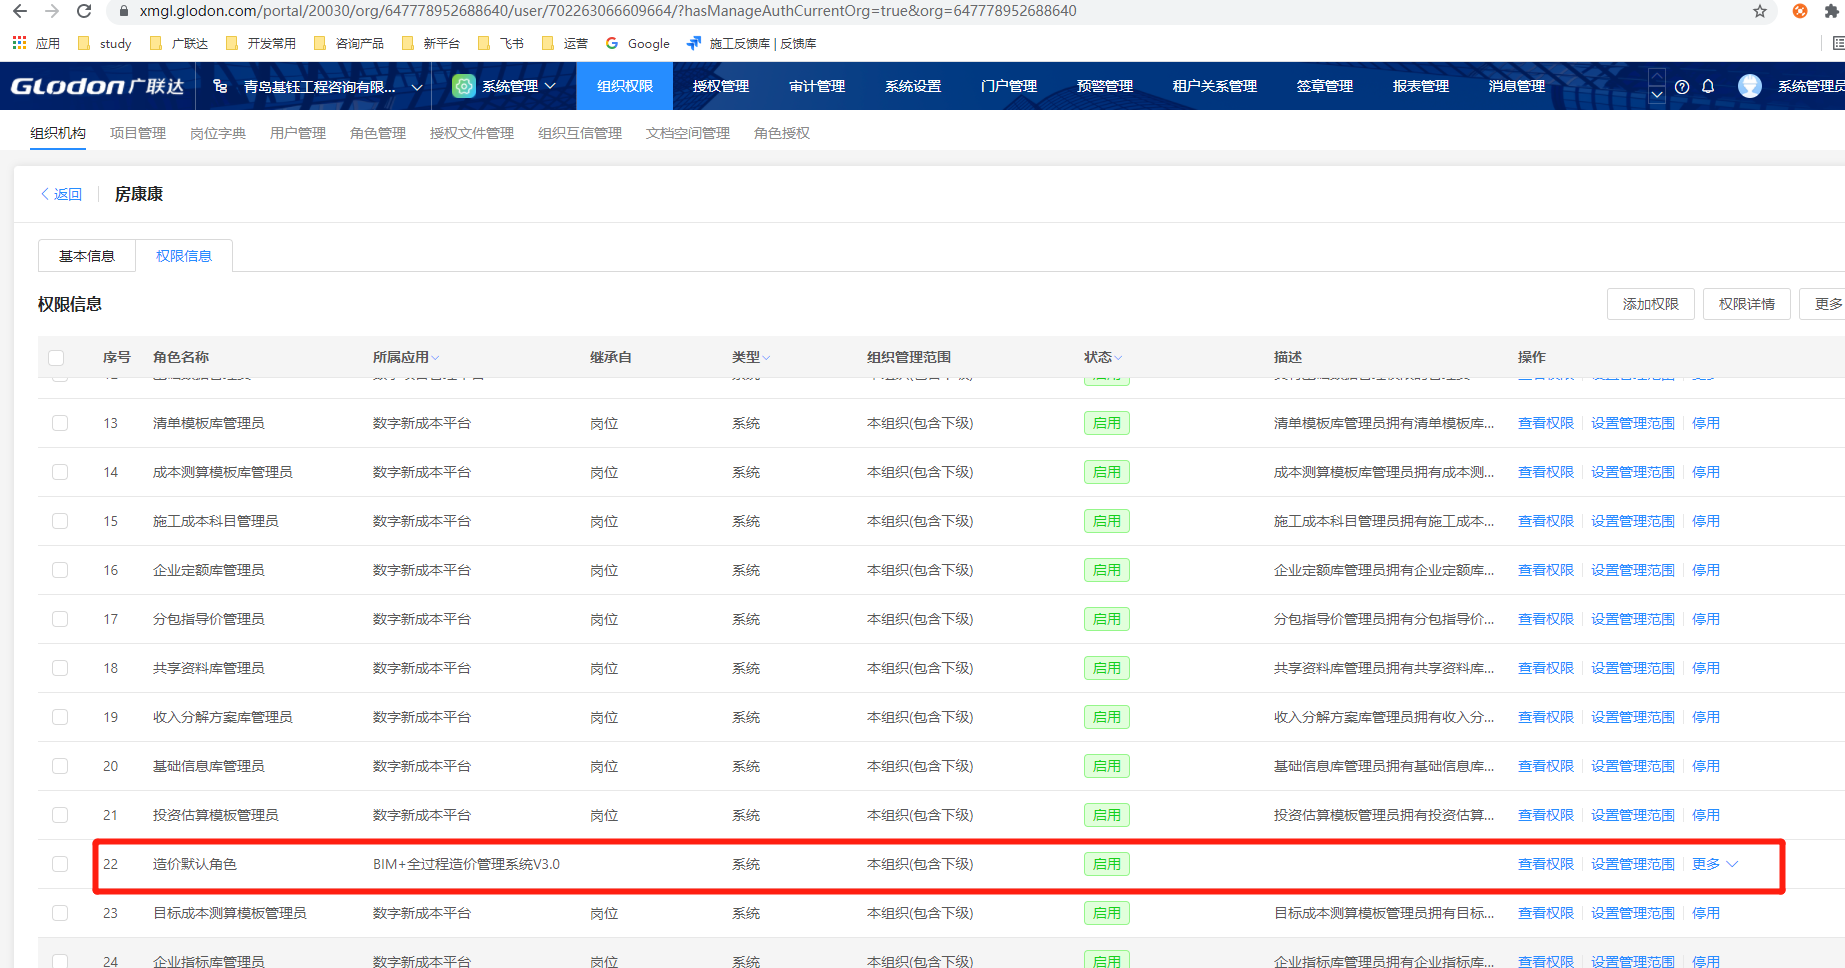 xmgl.glodon.com/portal/20030/org/647778952688640/user/702263066609664/?hasManageAuthCurrentOrg=true&org=647778952688640
应用 study 广联达 开发常用 咨询产品 新平台 飞书 运营 Google 施工反馈库 | 反馈库
GLODON广联达 青岛基钰工程咨询有限... 系统管理 组织权限 授权管理 审计管理 系统设置 门户管理 预警管理 租户关系管理 签章管理 报表管理 消息管理 系统管理员
组织机构 项目管理 岗位字典 用户管理 角色管理 授权文件管理 组织互信管理 文档空间管理 角色授权
返回 房康康
基本信息 权限信息
权限信息 添加权限 权限详情 更多
序号 角色名称 所属应用 继承自 类型 组织管理范围 状态 描述 操作
13 清单模板库管理员 数字新成本平台 岗位 系统 本组织(包含下级) 启用 清单模板库管理员拥有清单模板库... 查看权限 设置管理范围 停用
14 成本测算模板库管理员 数字新成本平台 岗位 系统 本组织(包含下级) 启用 成本测算模板库管理员拥有成本测... 查看权限 设置管理范围 停用
15 施工成本科目管理员 数字新成本平台 岗位 系统 本组织(包含下级) 启用 施工成本科目管理员拥有施工成本... 查看权限 设置管理范围 停用
16 企业定额库管理员 数字新成本平台 岗位 系统 本组织(包含下级) 启用 企业定额库管理员拥有企业定额库... 查看权限 设置管理范围 停用
17 分包指导价管理员 数字新成本平台 岗位 系统 本组织(包含下级) 启用 分包指导价管理员拥有分包指导价... 查看权限 设置管理范围 停用
18 共享资料库管理员 数字新成本平台 岗位 系统 本组织(包含下级) 启用 共享资料库管理员拥有共享资料库... 查看权限 设置管理范围 停用
19 收入分解方案库管理员 数字新成本平台 岗位 系统 本组织(包含下级) 启用 收入分解方案库管理员拥有收入分... 查看权限 设置管理范围 停用
20 基础信息库管理员 数字新成本平台 岗位 系统 本组织(包含下级) 启用 基础信息库管理员拥有基础信息库... 查看权限 设置管理范围 停用
21 投资估算模板管理员 数字新成本平台 岗位 系统 本组织(包含下级) 启用 投资估算模板管理员拥有投资估算... 查看权限 设置管理范围 停用
22 造价默认角色 BIM+全过程造价管理系统V3.0 系统 本组织(包含下级) 启用 查看权限 设置管理范围 更多
23 目标成本测算模板管理员 数字新成本平台 岗位 系统 本组织(包含下级) 启用 目标成本测算模板管理员拥有目标... 查看权限 设置管理范围 停用
24 企业指标库管理员 数字新成本平台 岗位 系统 本组织(包含下级) 启用 企业指标库管理员拥有企业指标库... 查看权限 设置管理范围 停用